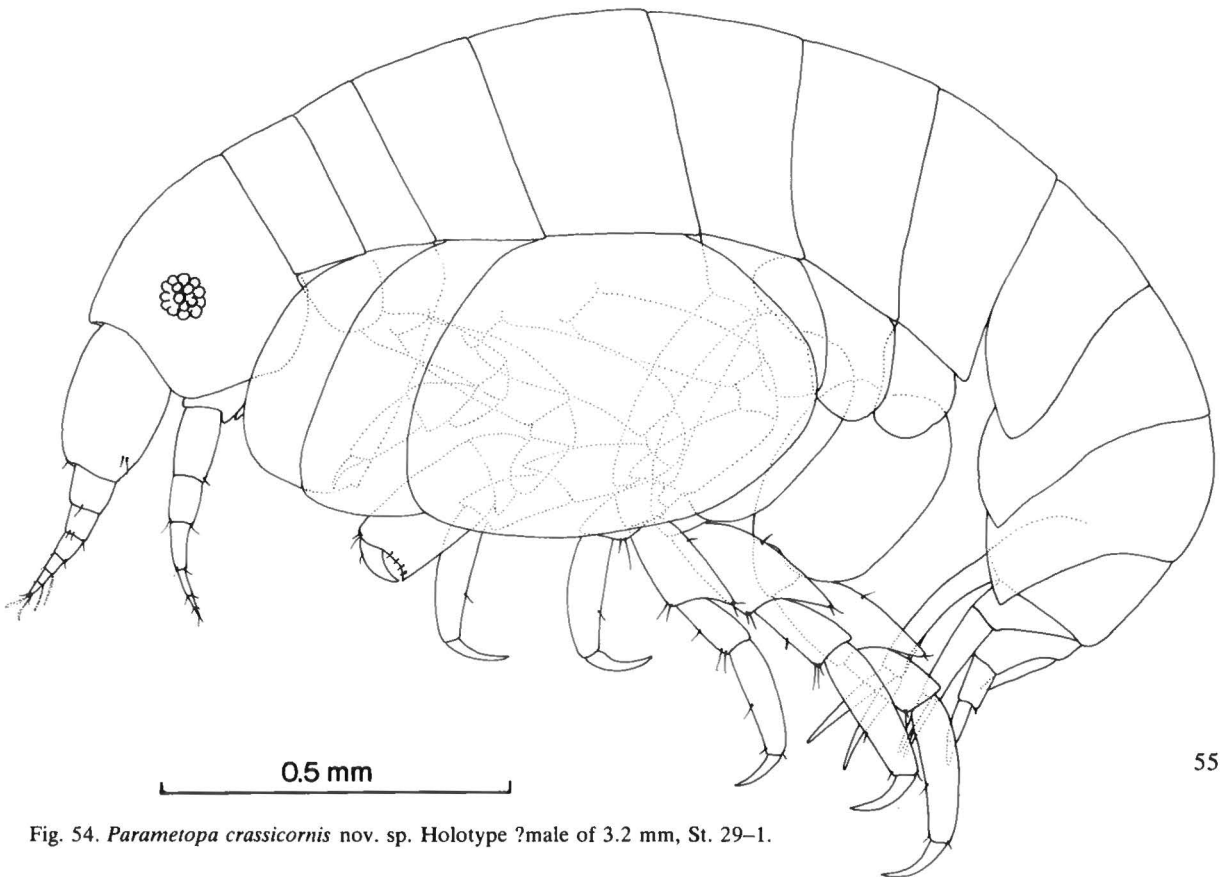 55
0.5 mm
Fig. 54. Parametopa crassicornis nov. sp. Holotype ?male of 3.2 mm, St. 29–1.